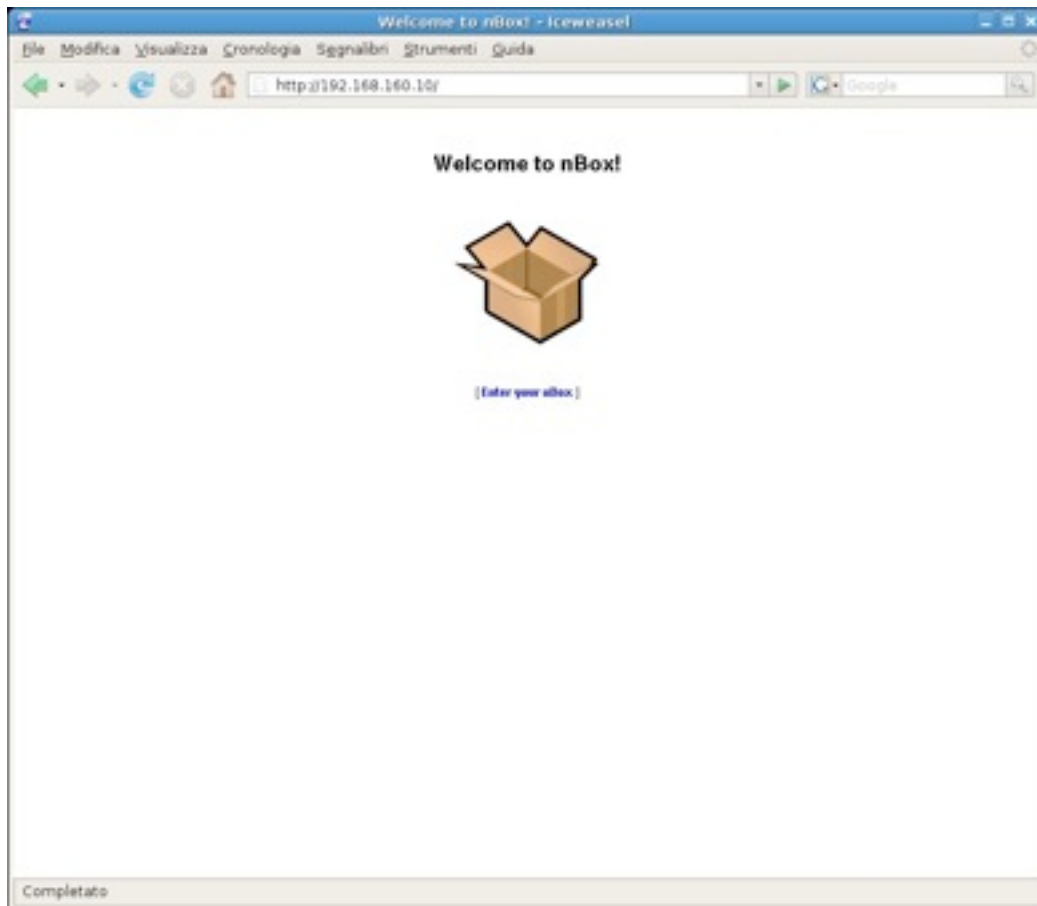 Welcome to nBox! - Iceweasel
File Modifica Visualizza Cronologia Segnalibri Strumenti Guida
http://192.168.160.10/
Google
Welcome to nBox!
[ Enter your nBox ]
Completato